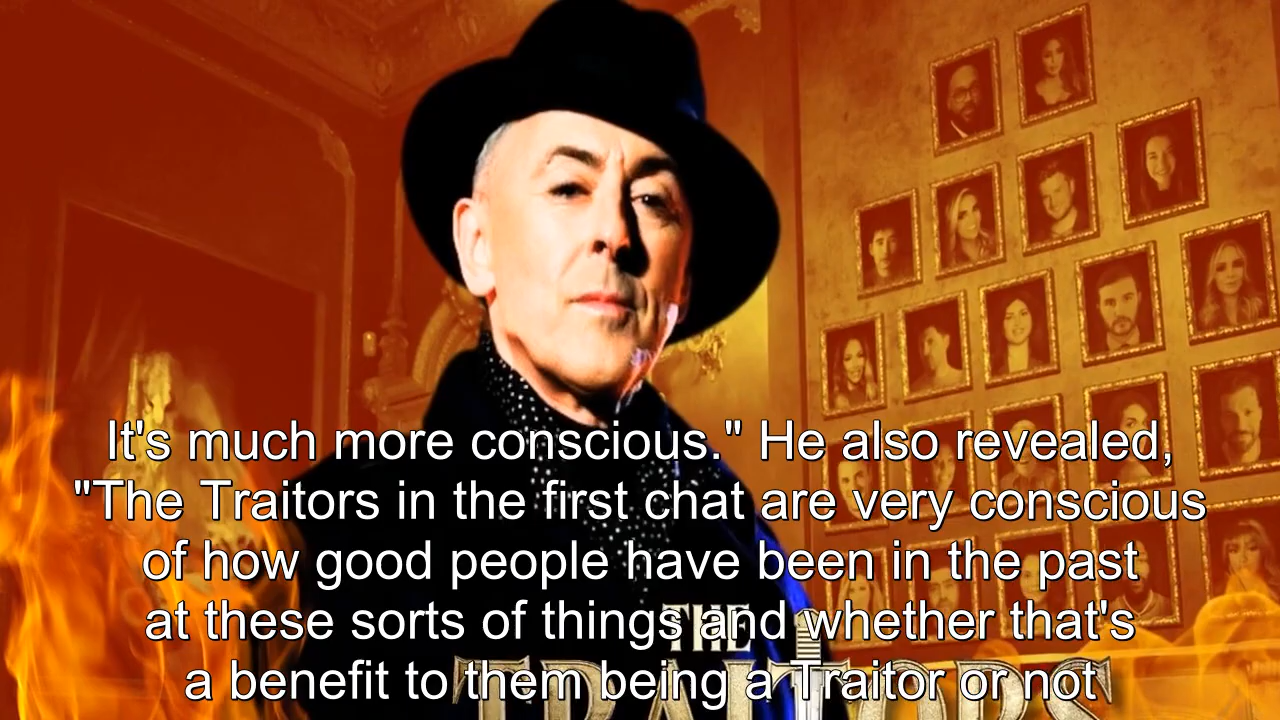 It's much more conscious." He also revealed,
"The Traitors in the first chat are very conscious
of how good people have been in the past
at these sorts of things and whether that's
a benefit to them being a Traitor or not
THE
TRAITORS